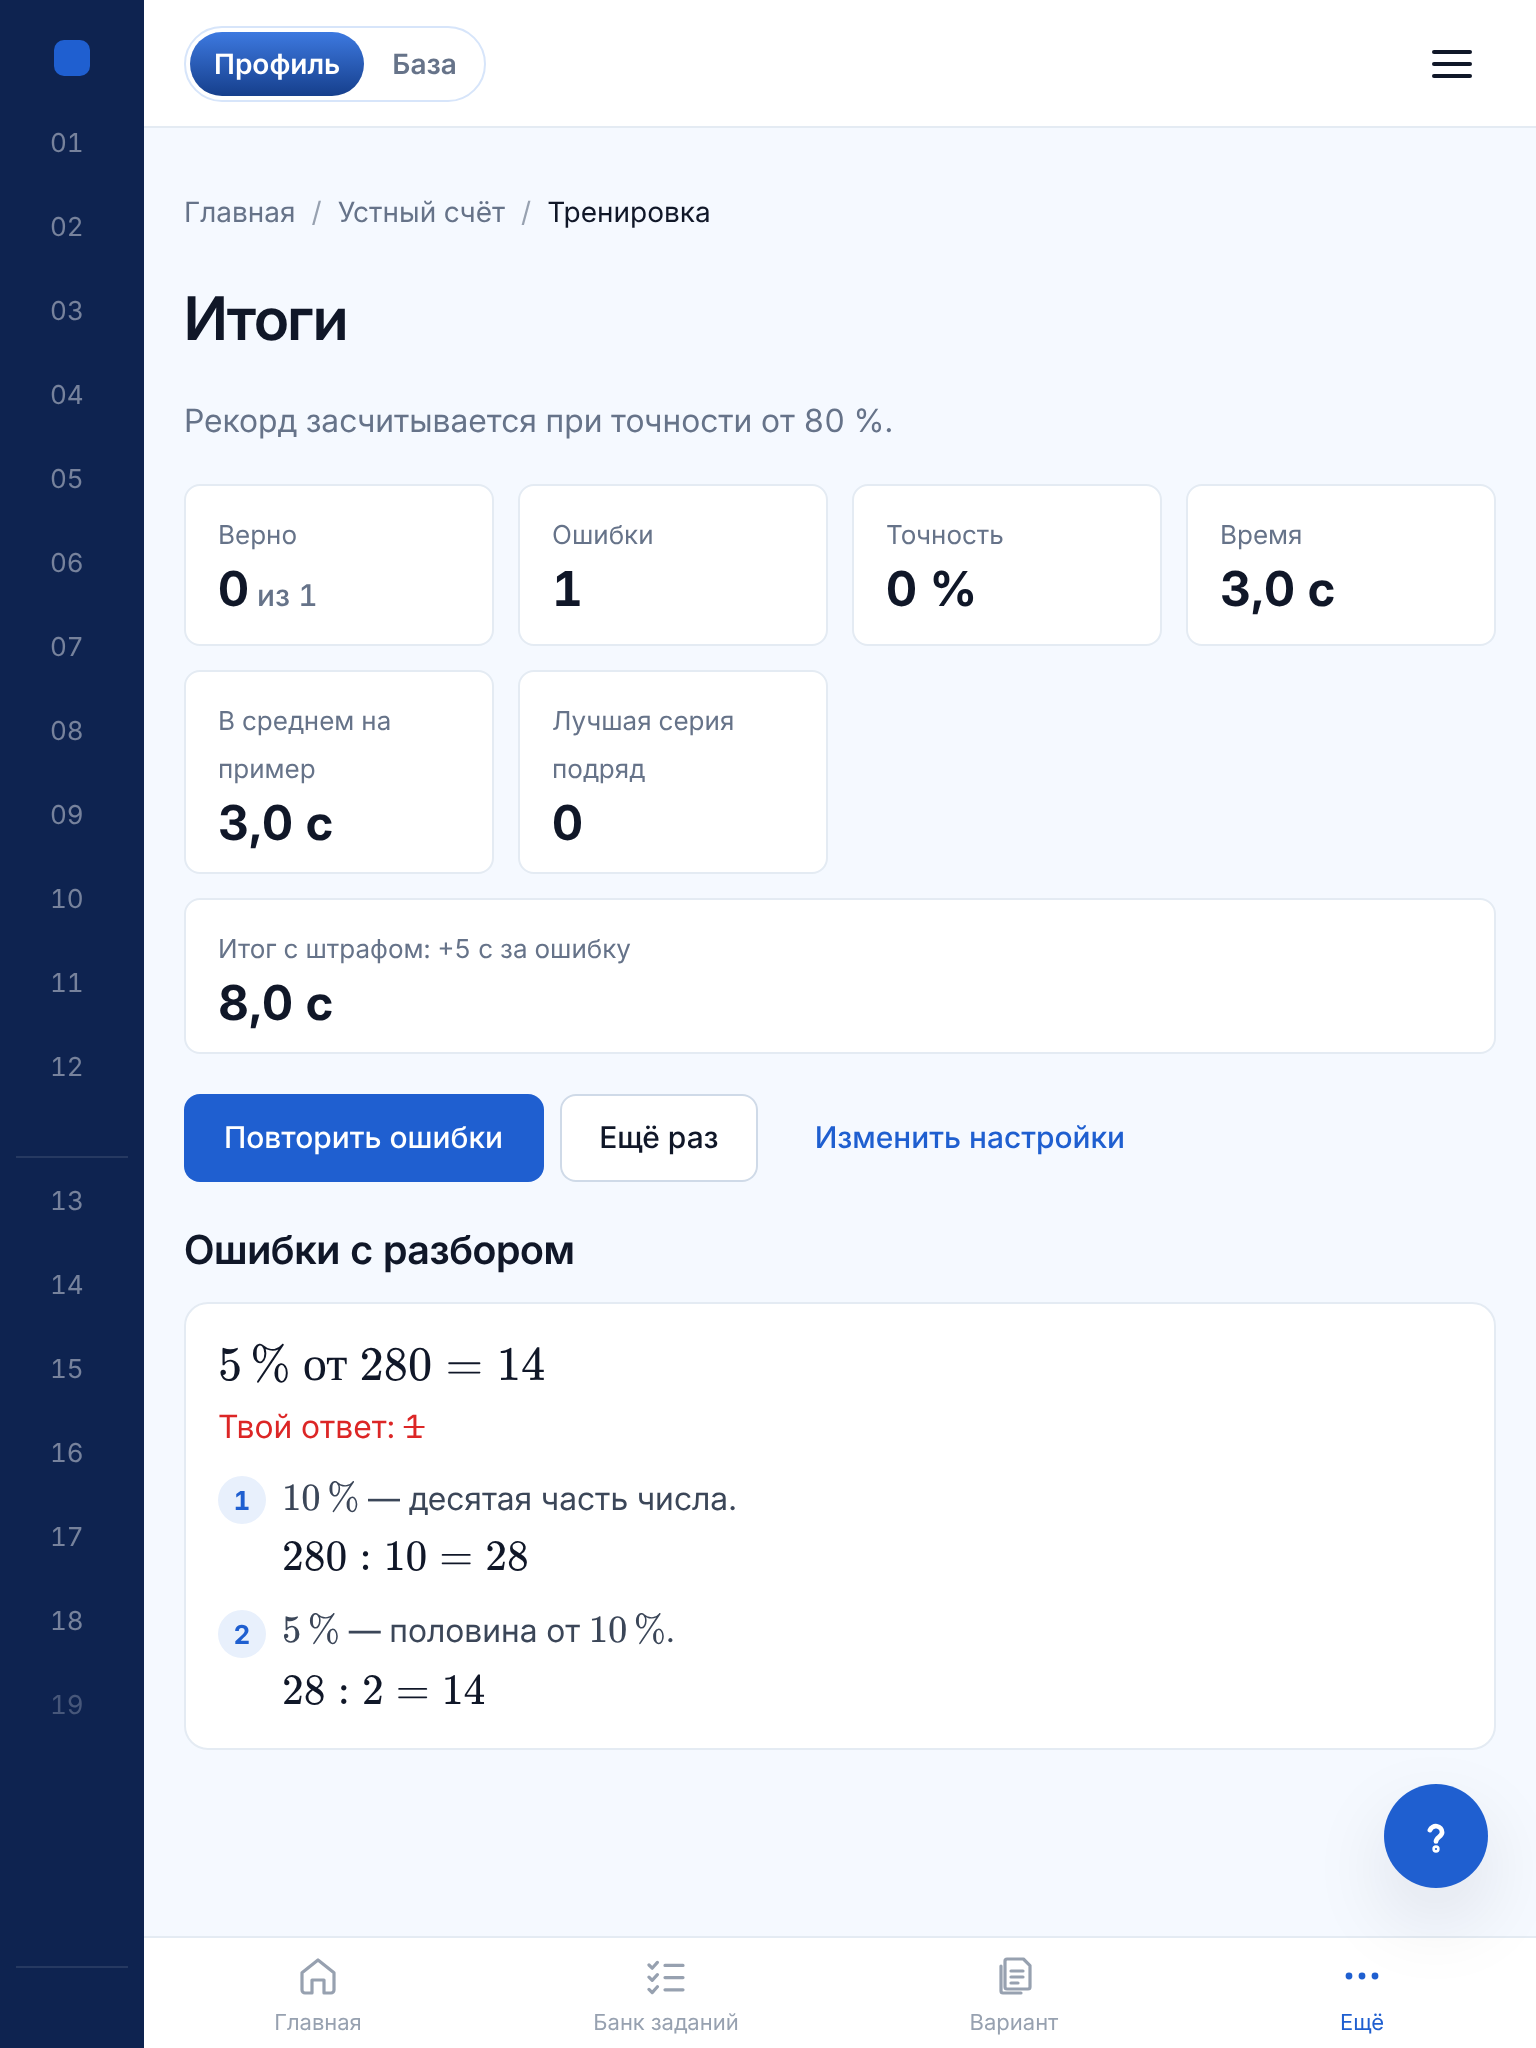 Профиль База
01
02
03
04
05
06
07
08
09
10
11
12
13
14
15
16
17
18
19
Главная / Устный счёт / Тренировка
Итоги
Рекорд засчитывается при точности от 80 %.
Верно
0 из 1
Ошибки
1
Точность
0 %
Время
3,0 с
В среднем на
пример
3,0 с
Лучшая серия
подряд
0
Итог с штрафом: +5 с за ошибку
8,0 с
Повторить ошибки
Ещё раз
Изменить настройки
Ошибки с разбором
5 % от 280 = 14
Твой ответ: 1
1 10 % — десятая часть числа.
280 : 10 = 28
2 5 % — половина от 10 %.
28 : 2 = 14
?
Главная
Банк заданий
Вариант
Ещё